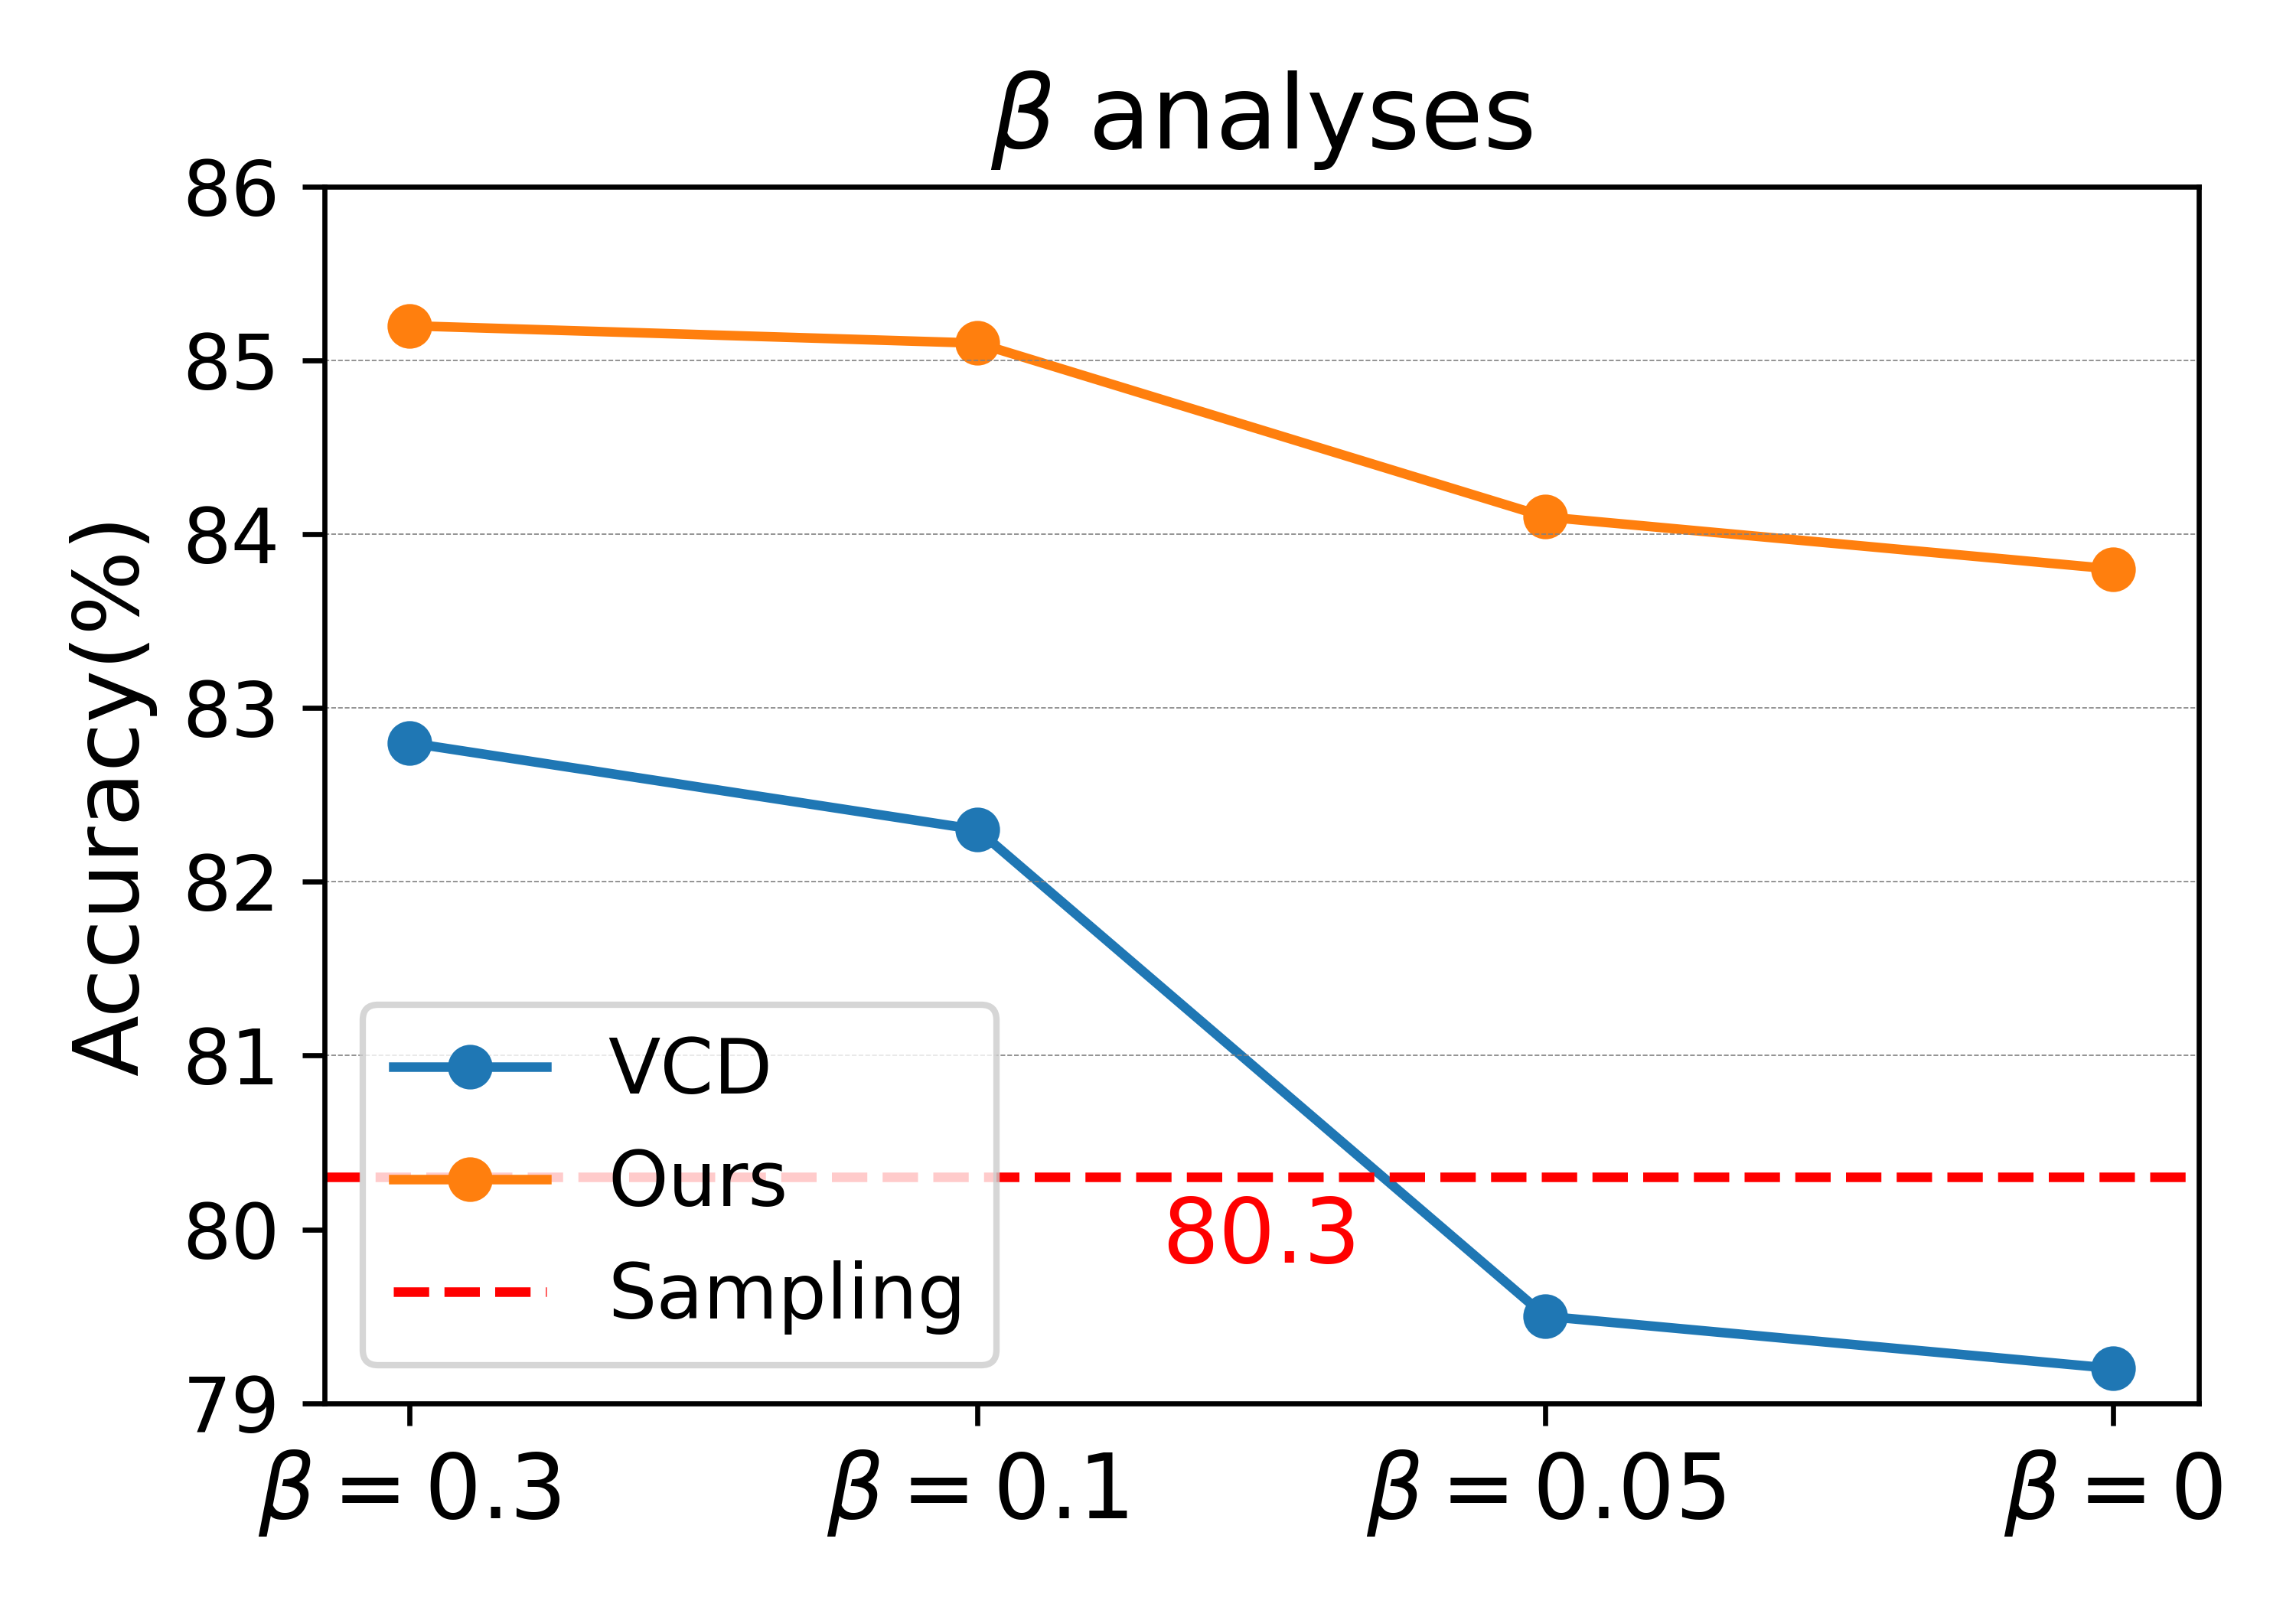 β analyses
Accuracy(%)
86
85
84
83
82
81
80
79
VCD
Ours
Sampling
80.3
β = 0.3
β = 0.1
β = 0.05
β = 0